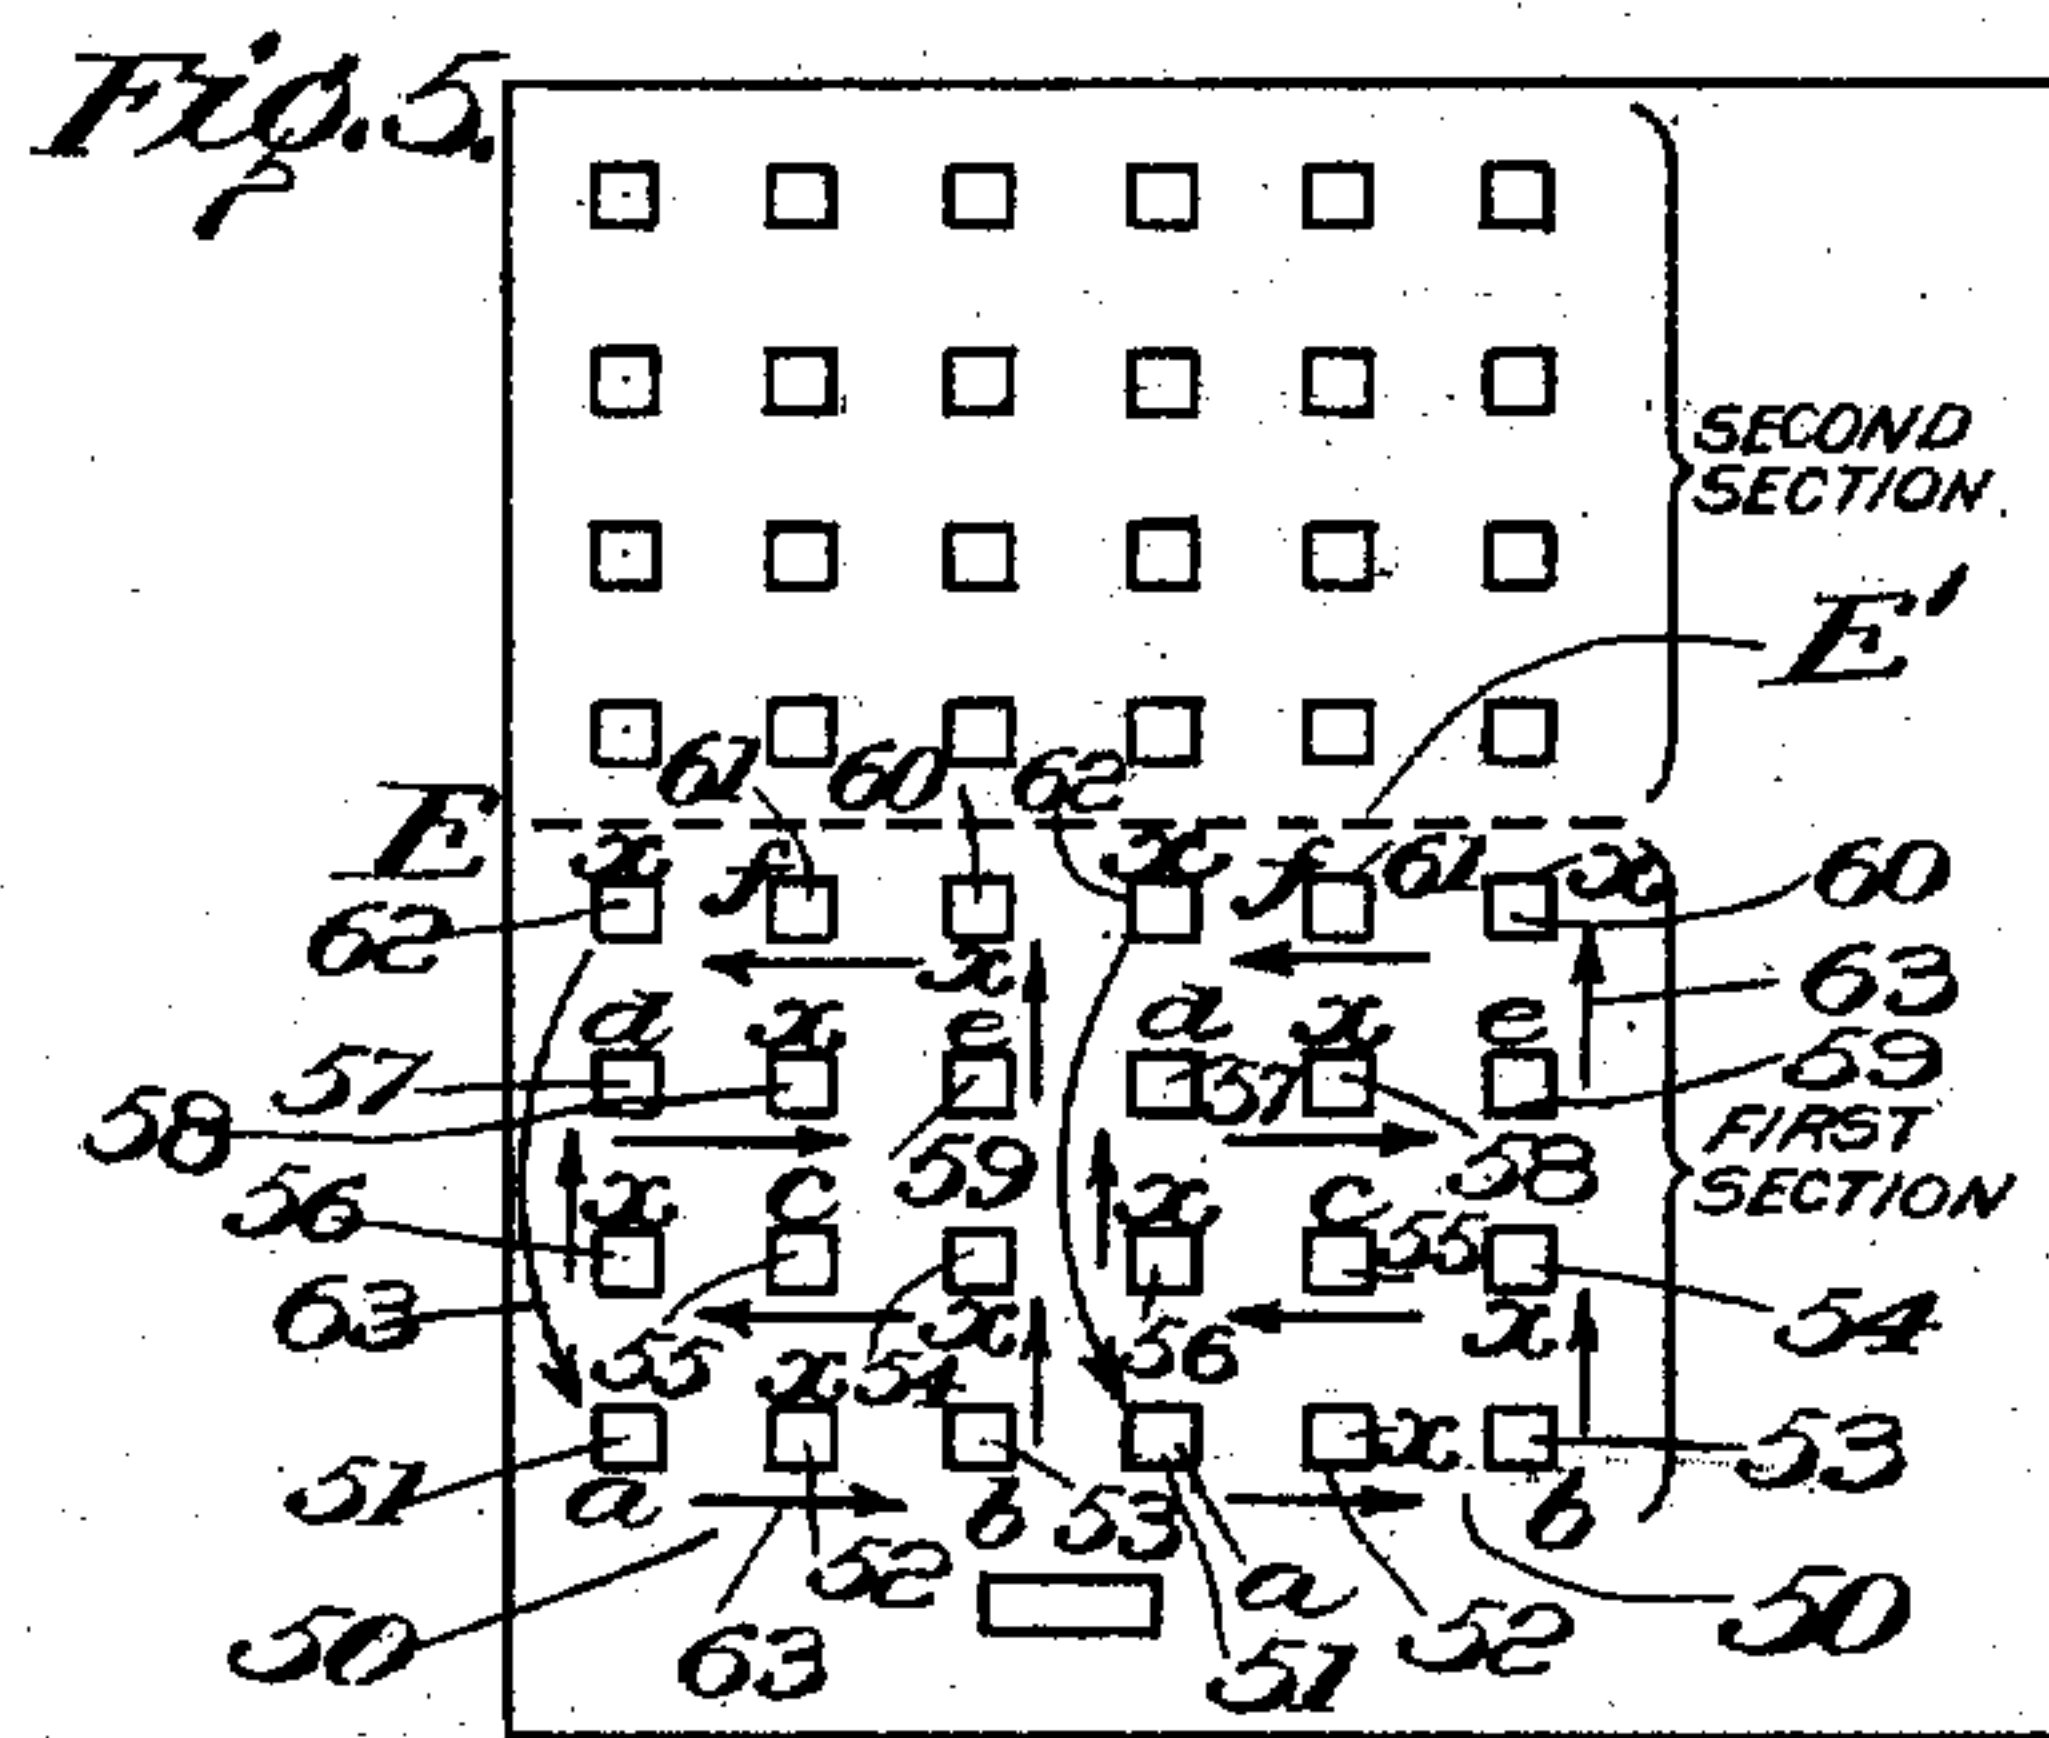 Fig. 5.
SECOND
SECTION.
E'
61 60 62
E
x f x f 61 x 60
62
x 63
d x e d x e
57 37 59
58 FIRST
59 58 SECTION
56 x c x c 55
63 x x 54
55 x 54 56
x 53
51 a b 53 b
52 a 50
50 63 51 52